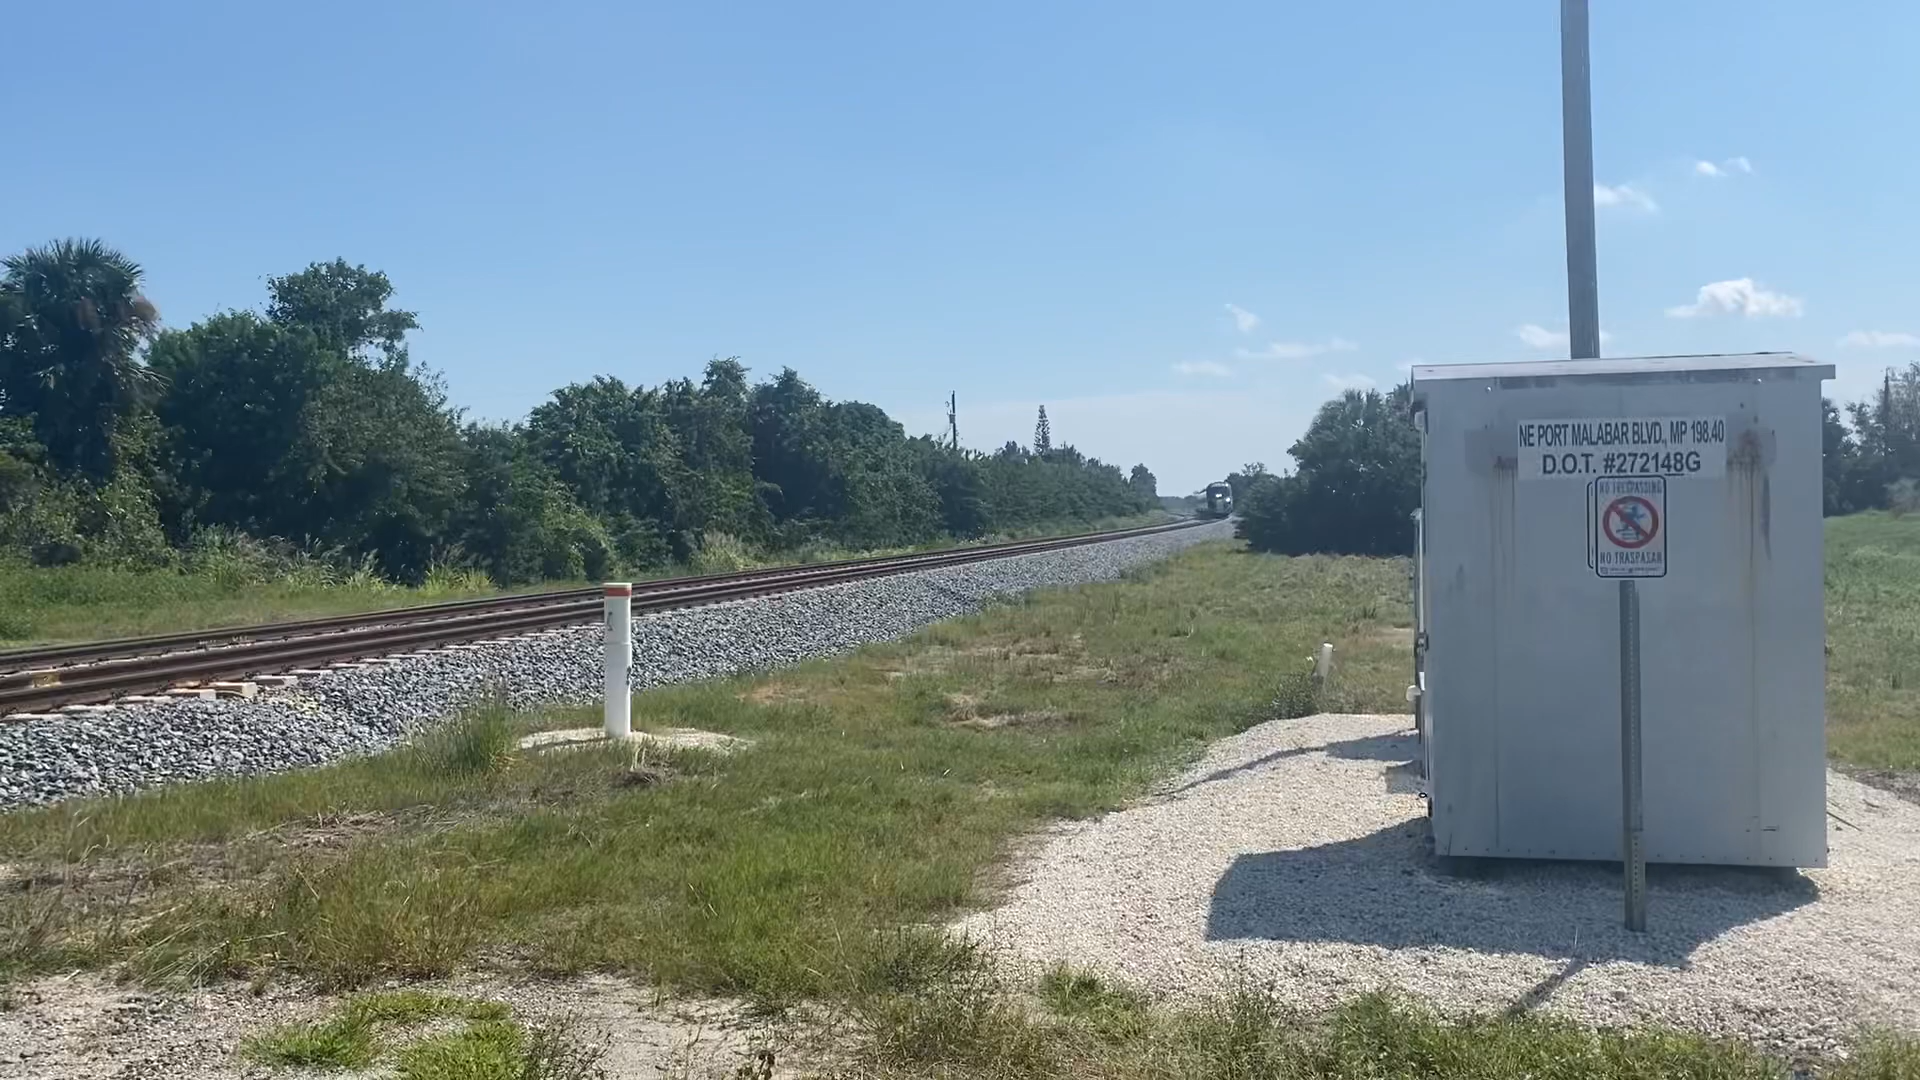 NE PORT MALABAR BLVD., MP 198.40
D.O.T. #272148G
NO TRESPASSING
NO TRASPASAR